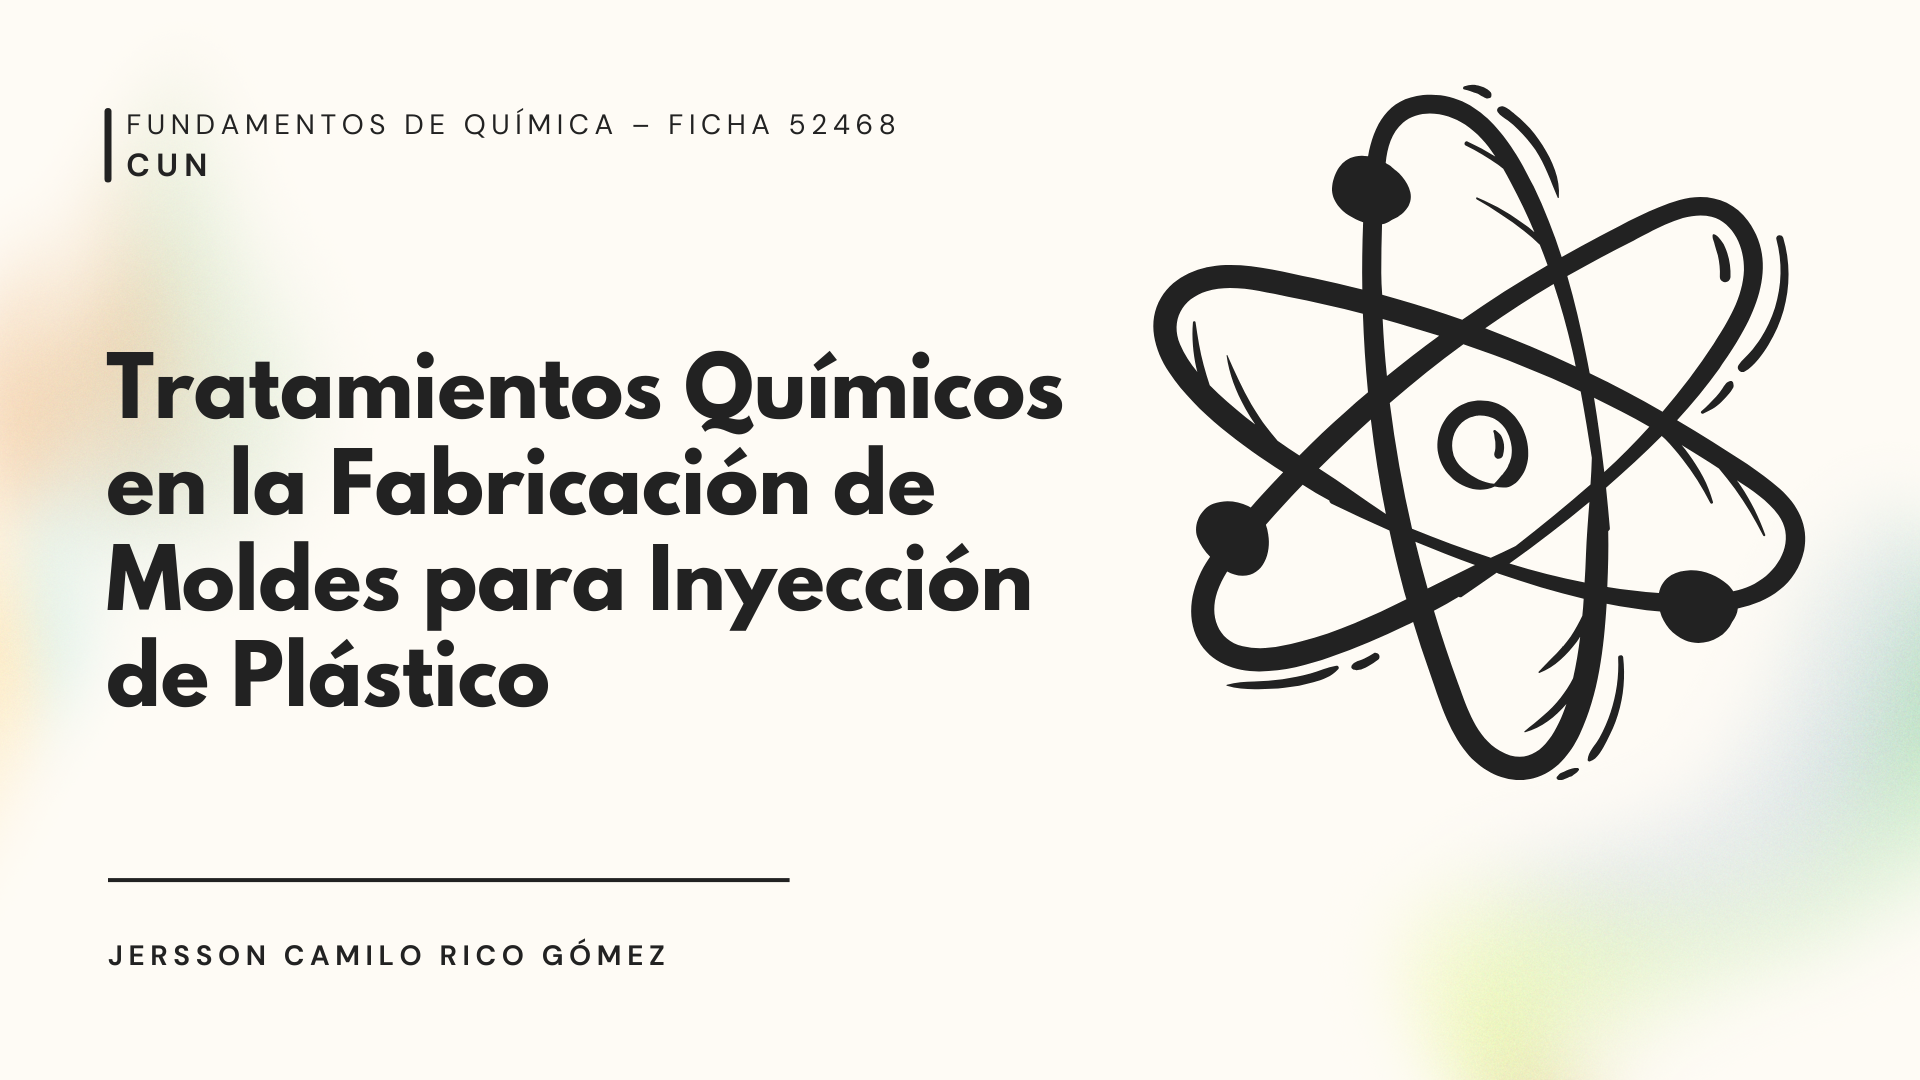 FUNDAMENTOS DE QUÍMICA – FICHA 52468
CUN
Tratamientos Químicos
en la Fabricación de
Moldes para Inyección
de Plástico
JERSSON CAMILO RICO GÓMEZ